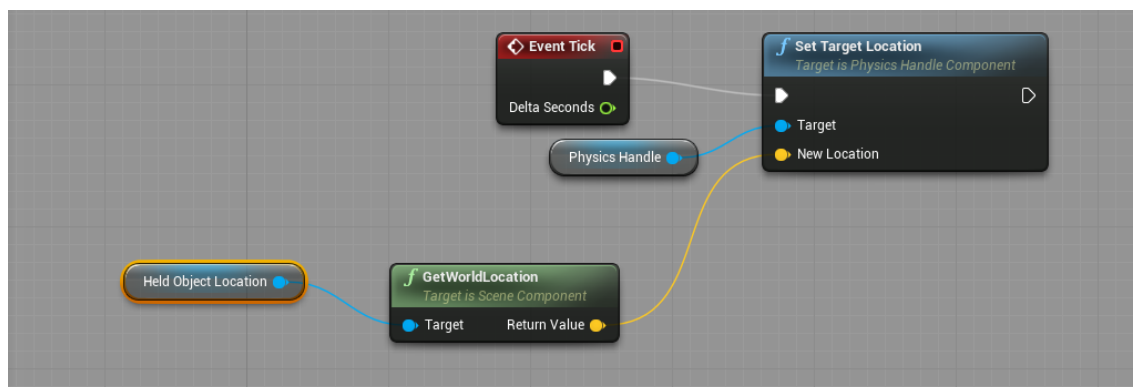 Event Tick
Delta Seconds
Set Target Location
Target is Physics Handle Component
Target
New Location
Physics Handle
Held Object Location
GetWorldLocation
Target is Scene Component
Target Return Value